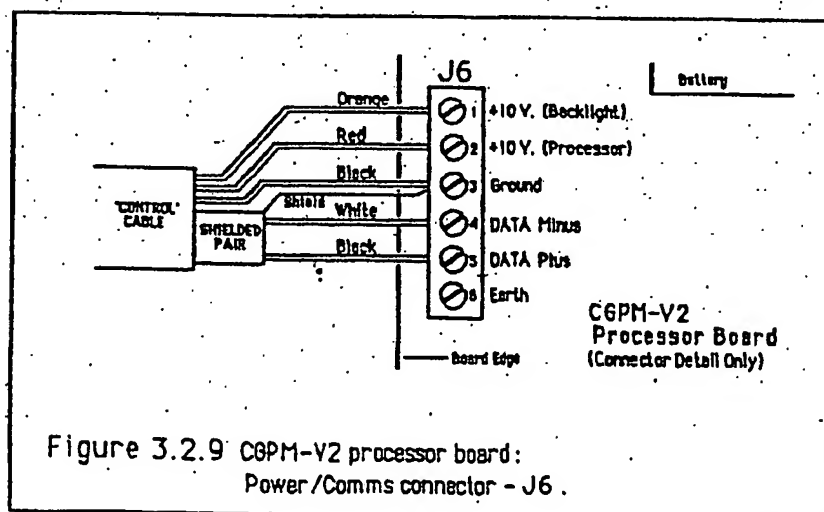 J6
Battery
Orange
1 +10 V. (Backlight)
Red
2 +10 V. (Processor)
Black
3 Ground
Shield
"CONTROL" CABLE
SHIELDED PAIR
White
4 DATA Minus
Black
5 DATA Plus
6 Earth
CGPM-V2
Processor Board
(Connector Detail Only)
Board Edge
Figure 3.2.9 CGPM-V2 processor board:
Power/Comms connector - J6.